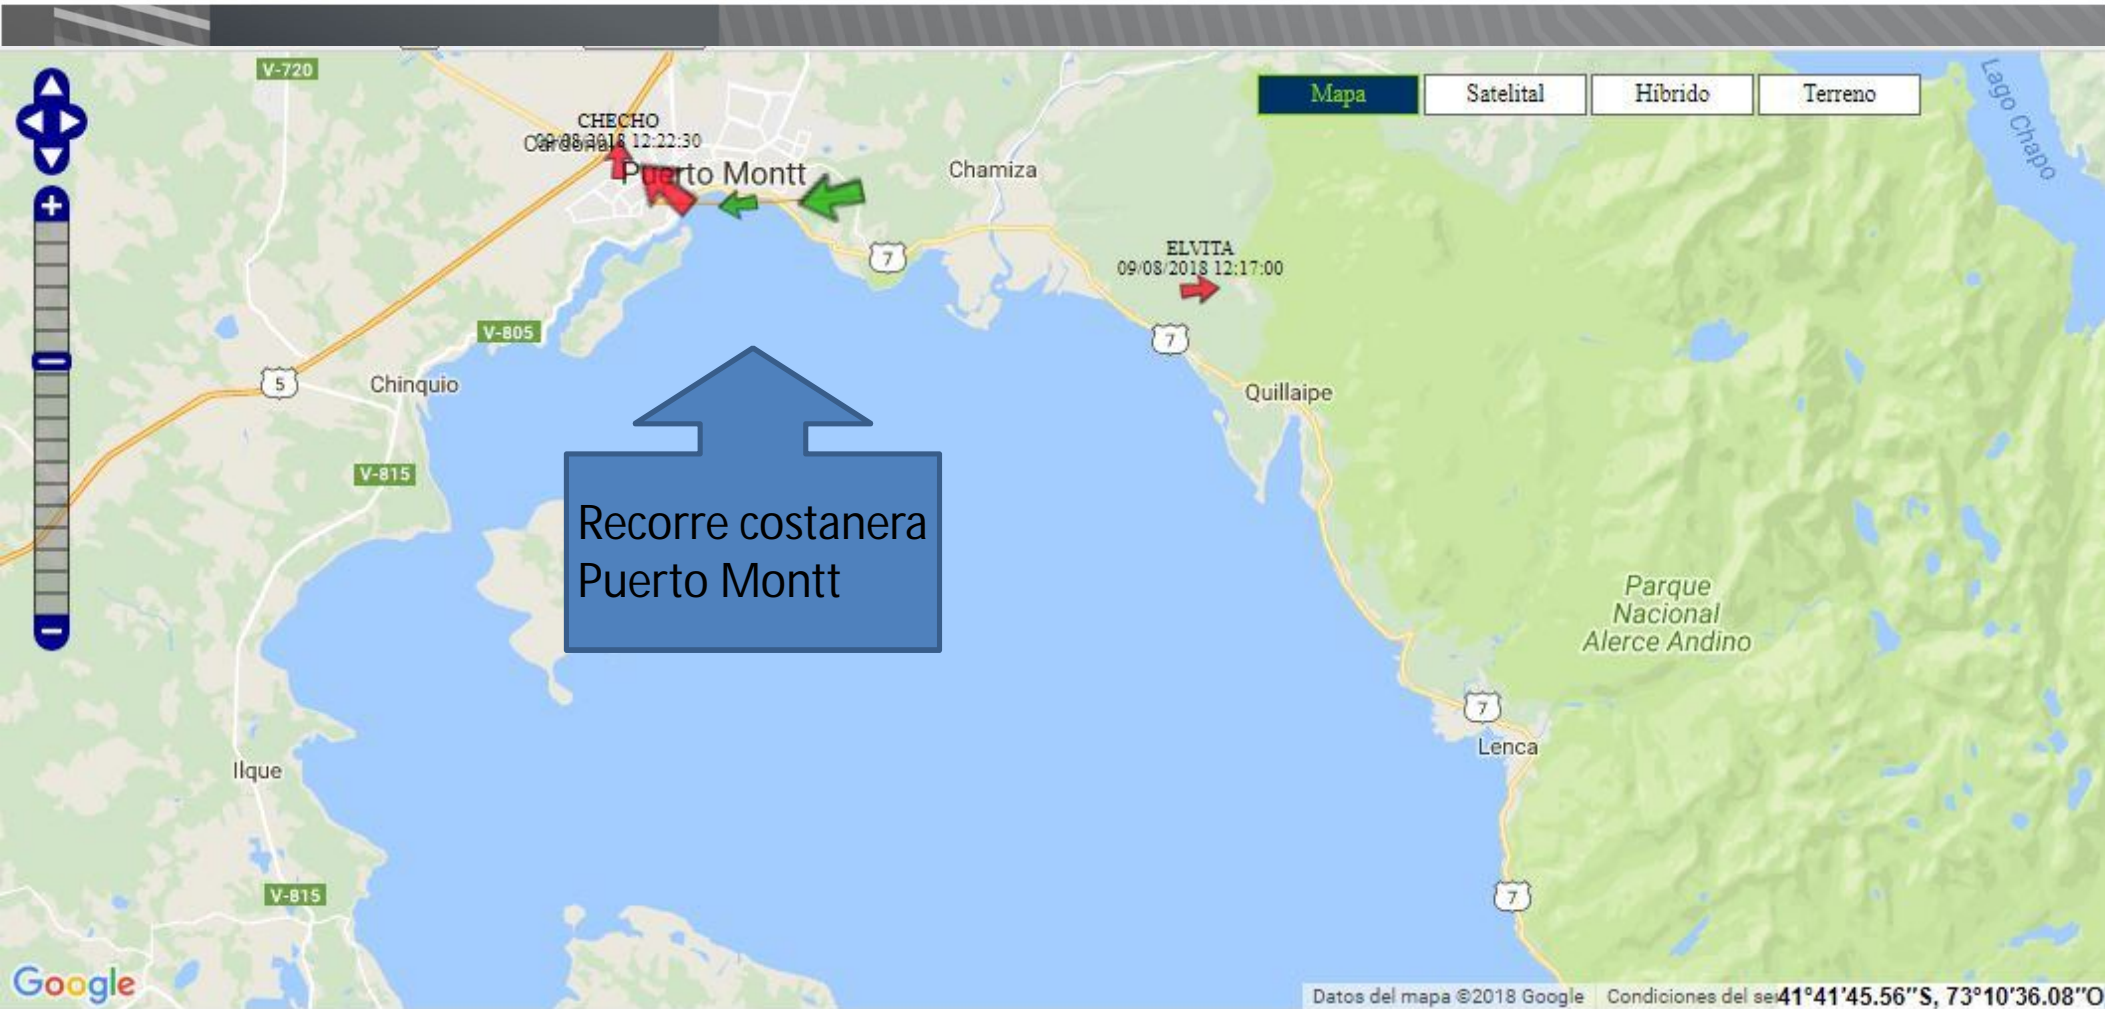 V-720
Mapa
Satelital
Híbrido
Terreno
Lago Chapo
CHECHO
Cardonal
09/08/2018 12:22:30
Puerto Montt
Chamiza
7
ELVITA
09/08/2018 12:17:00
V-805
7
5
Chinquio
Quillaipe
V-815
Recorre costanera
Puerto Montt
Parque
Nacional
Alerce Andino
7
Lenca
Ilque
V-815
7
Google
Datos del mapa ©2018 Google
Condiciones del
41°41'45.56"S, 73°10'36.08"O